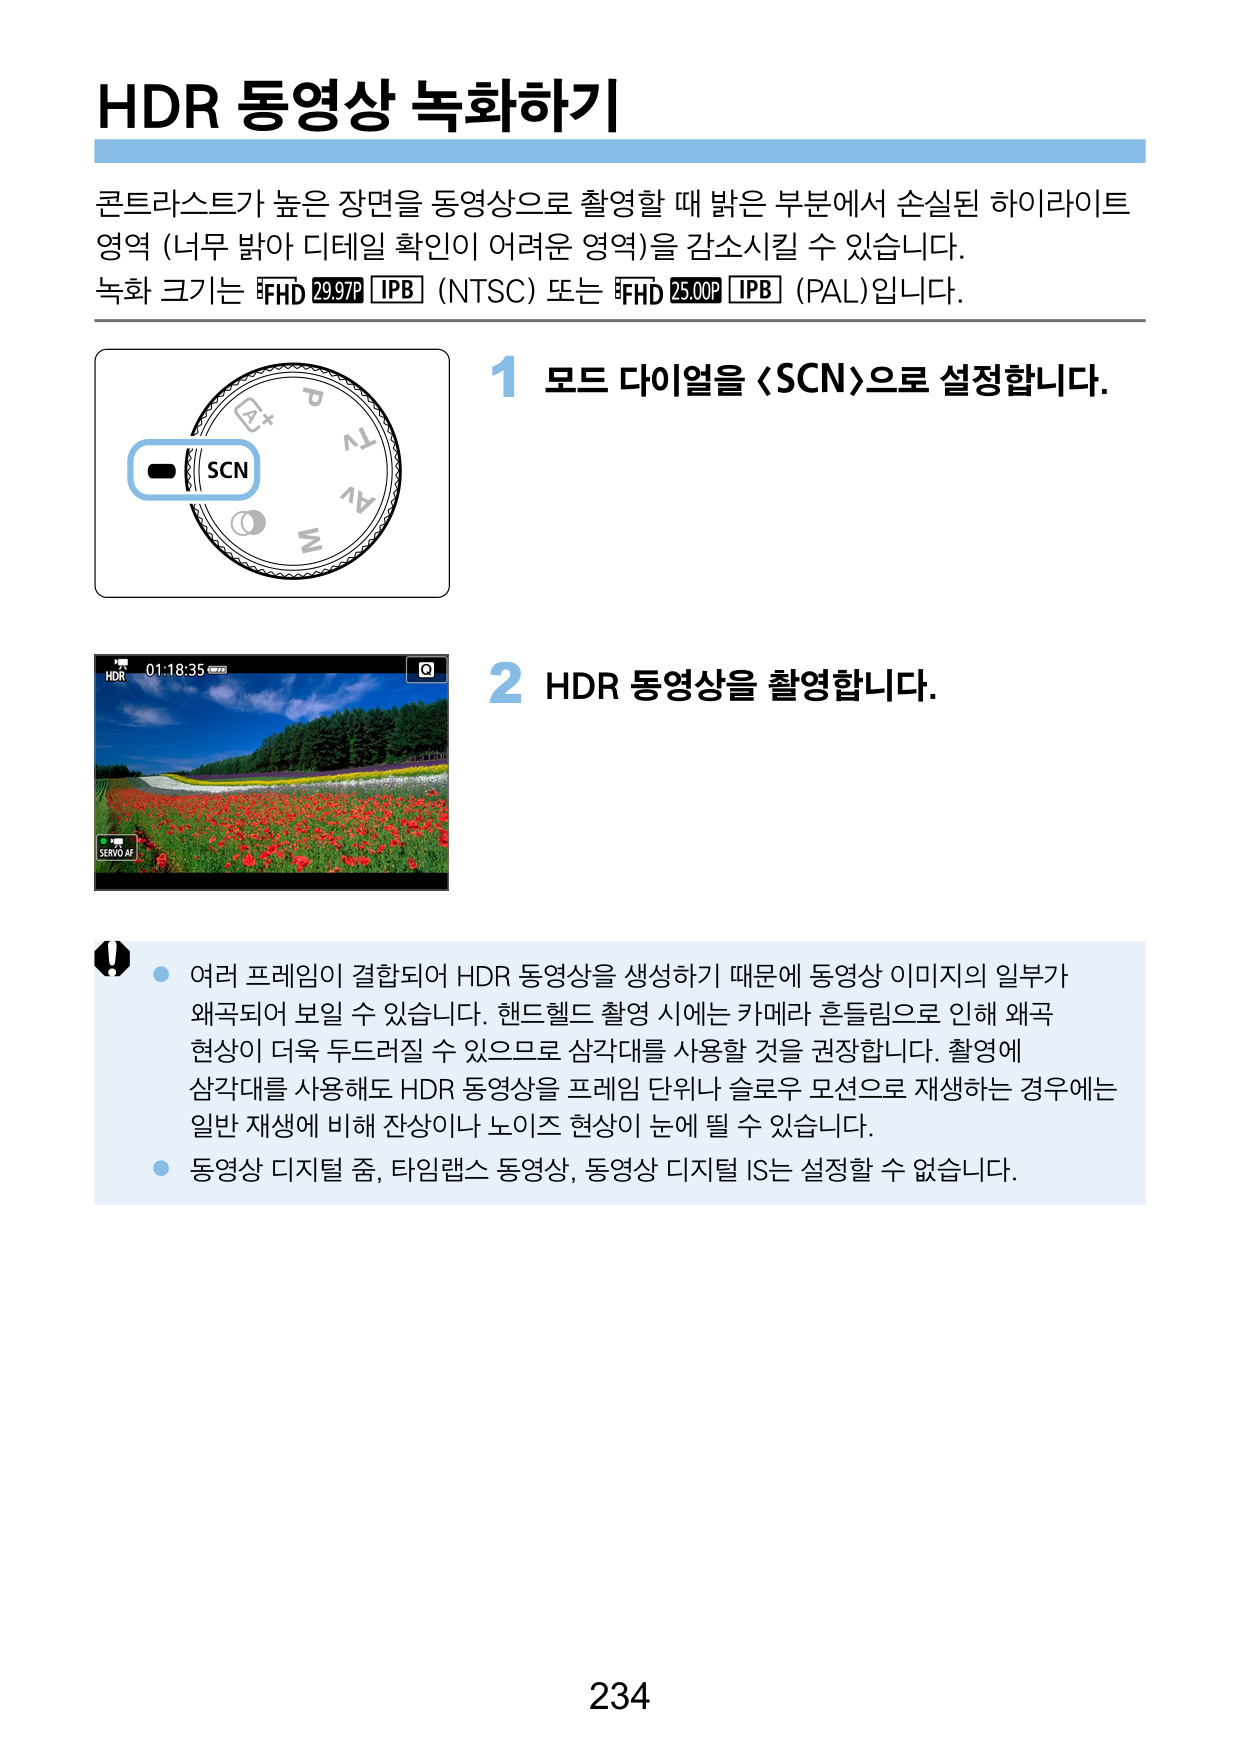 HDR 동영상 녹화하기
콘트라스트가 높은 장면을 동영상으로 촬영할 때 밝은 부분에서 손실된 하이라이트
영역 (너무 밝아 디테일 확인이 어려운 영역)을 감소시킬 수 있습니다.
녹화 크기는 FHD 29.97P IPB (NTSC) 또는 FHD 25.00P IPB (PAL)입니다.
1 모드 다이얼을 <SCN>으로 설정합니다.
P
A+
Tv
SCN
Av
M
2 HDR 동영상을 촬영합니다.
HDR 01:18:35 Q
SERVO AF
여러 프레임이 결합되어 HDR 동영상을 생성하기 때문에 동영상 이미지의 일부가
왜곡되어 보일 수 있습니다. 핸드헬드 촬영 시에는 카메라 흔들림으로 인해 왜곡
현상이 더욱 두드러질 수 있으므로 삼각대를 사용할 것을 권장합니다. 촬영에
삼각대를 사용해도 HDR 동영상을 프레임 단위나 슬로우 모션으로 재생하는 경우에는
일반 재생에 비해 잔상이나 노이즈 현상이 눈에 띌 수 있습니다.
동영상 디지털 줌, 타임랩스 동영상, 동영상 디지털 IS는 설정할 수 없습니다.
234